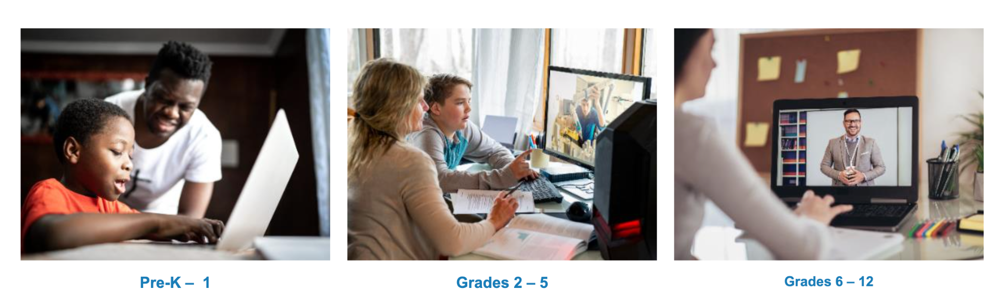 Pre-K –  1
Grades 2 – 5
Grades 6 – 12